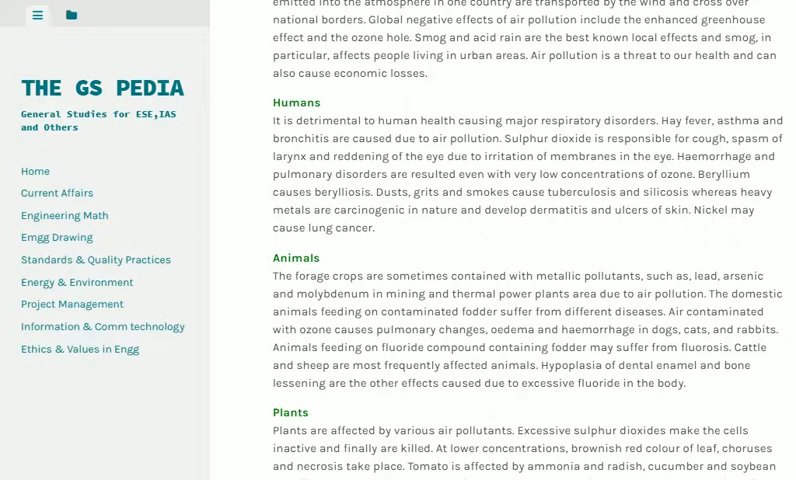 THE GS PEDIA
General Studies for ESE,IAS
and Others
Home
Current Affairs
Engineering Math
Emgg Drawing
Standards & Quality Practices
Energy & Environment
Project Management
Information & Comm technology
Ethics & Values in Engg
emitted into the atmosphere in one country are transported by the wind and cross over
national borders. Global negative effects of air pollution include the enhanced greenhouse
effect and the ozone hole. Smog and acid rain are the best known local effects and smog, in
particular, affects people living in urban areas. Air pollution is a threat to our health and can
also cause economic losses.
Humans
It is detrimental to human health causing major respiratory disorders. Hay fever, asthma and
bronchitis are caused due to air pollution. Sulphur dioxide is responsible for cough, spasm of
larynx and reddening of the eye due to irritation of membranes in the eye. Haemorrhage and
pulmonary disorders are resulted even with very low concentrations of ozone. Beryllium
causes berylliosis. Dusts, grits and smokes cause tuberculosis and silicosis whereas heavy
metals are carcinogenic in nature and develop dermatitis and ulcers of skin. Nickel may
cause lung cancer.
Animals
The forage crops are sometimes contained with metallic pollutants, such as, lead, arsenic
and molybdenum in mining and thermal power plants area due to air pollution. The domestic
animals feeding on contaminated fodder suffer from different diseases. Air contaminated
with ozone causes pulmonary changes, oedema and haemorrhage in dogs, cats, and rabbits.
Animals feeding on fluoride compound containing fodder may suffer from fluorosis. Cattle
and sheep are most frequently affected animals. Hypoplasia of dental enamel and bone
lessening are the other effects caused due to excessive fluoride in the body.
Plants
Plants are affected by various air pollutants. Excessive sulphur dioxides make the cells
inactive and finally are killed. At lower concentrations, brownish red colour of leaf, choruses
and necrosis take place. Tomato is affected by ammonia and radish, cucumber and soybean